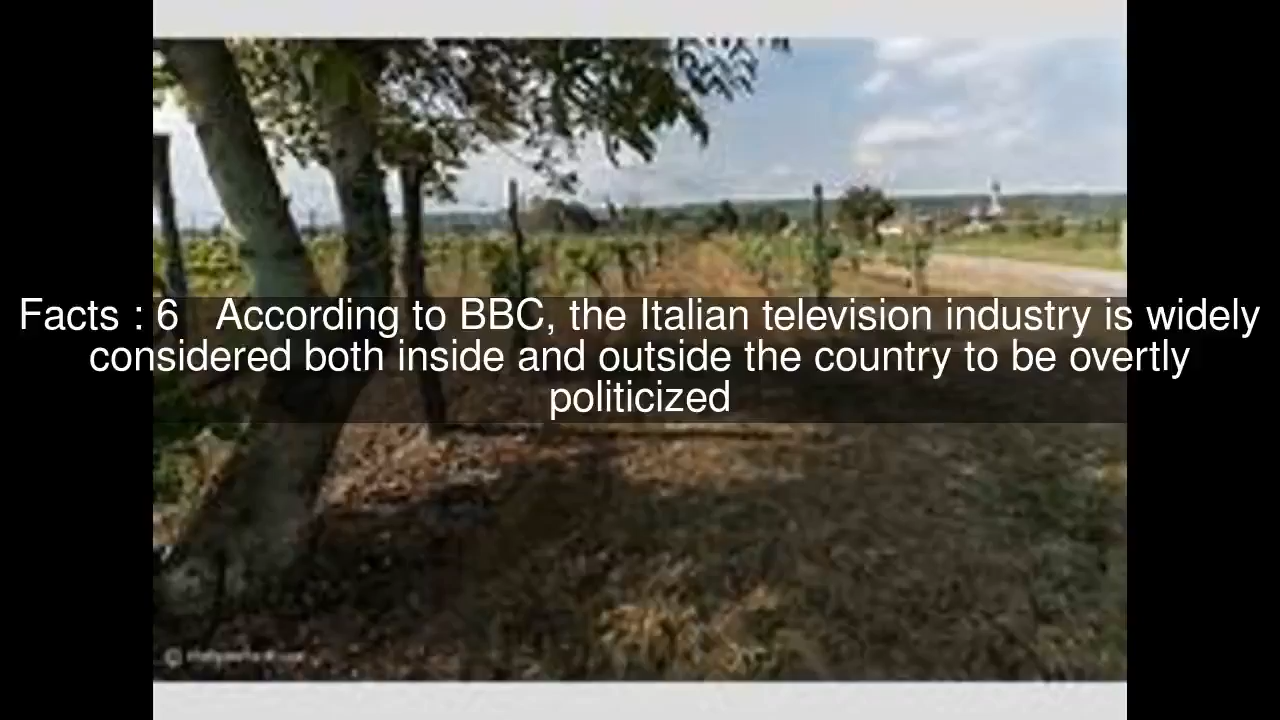 Facts : 6 According to BBC, the Italian television industry is widely
considered both inside and outside the country to be overtly
politicized